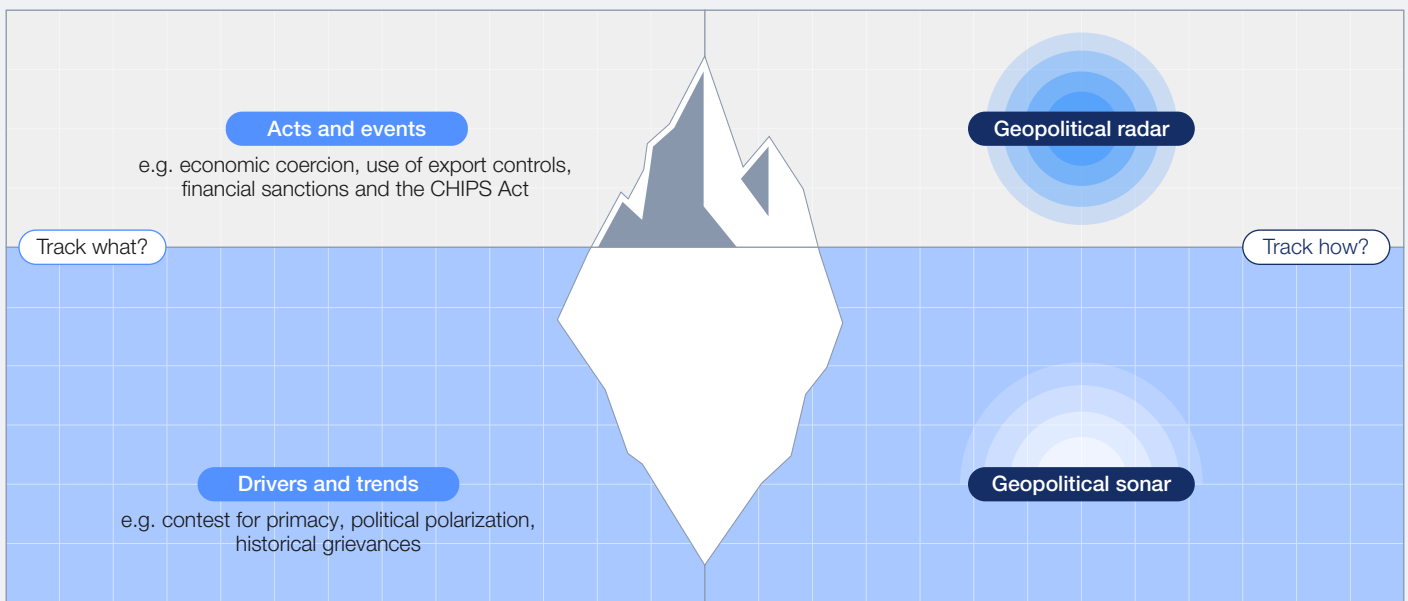 Acts and events
e.g. economic coercion, use of export controls,
financial sanctions and the CHIPS Act
Geopolitical radar
Track what?
Track how?
Drivers and trends
e.g. contest for primacy, political polarization,
historical grievances
Geopolitical sonar